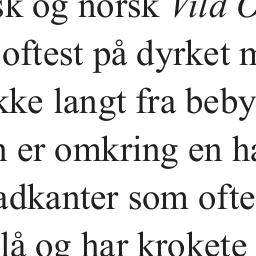 sk og norsk Vild O
oftest på dyrket m
kke langt fra beby
n er omkring en ha
adkanter som ofte
lå og har krokete